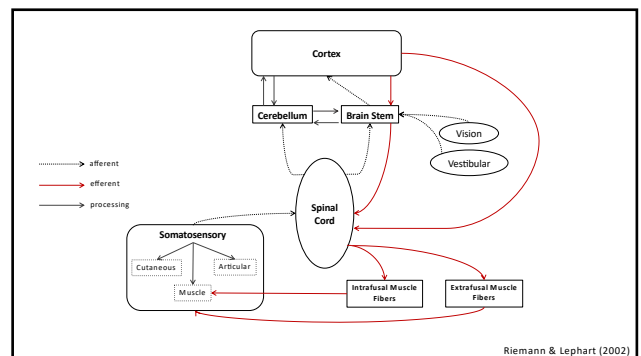 Cortex
Cerebellum
Brain Stem
Vision
Vestibular
afferent
efferent
processing
Spinal
Cord
Somatosensory
Cutaneous
Articular
Muscle
Intrafusal Muscle
Fibers
Extrafusal Muscle
Fibers
Riemann & Lephart (2002)